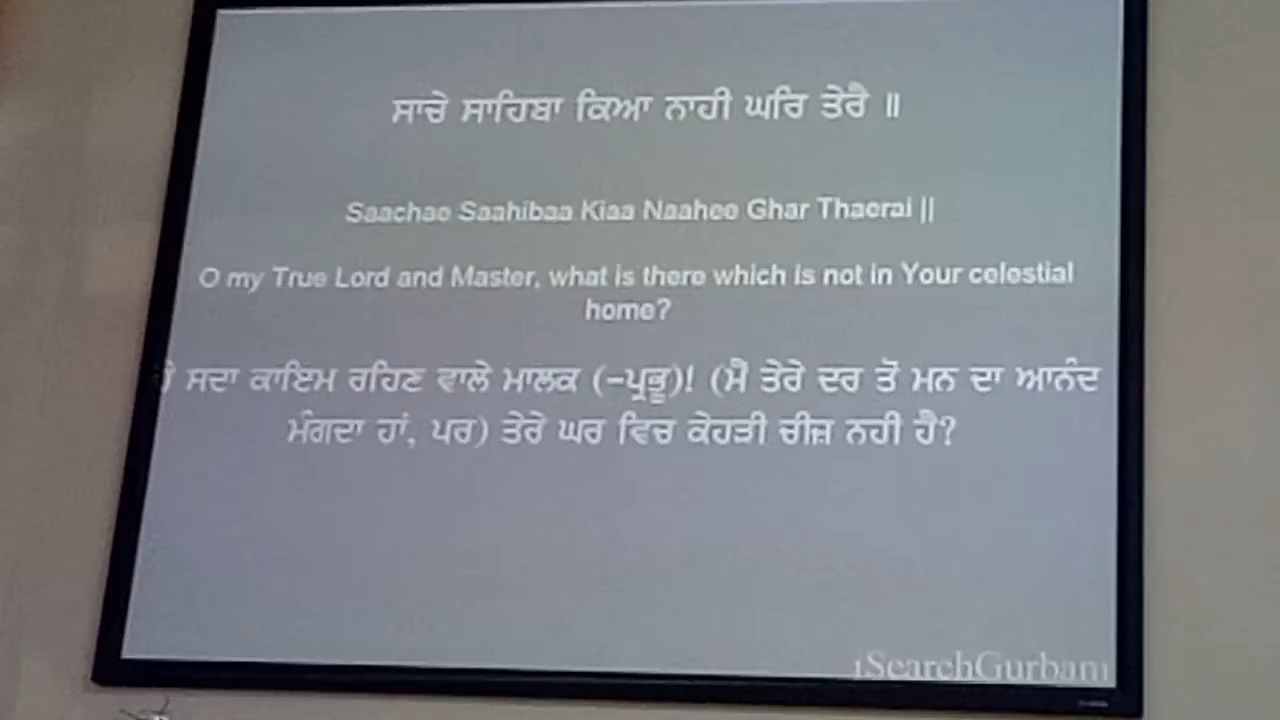 ਸਾਚੇ ਸਾਹਿਬਾ ਕਿਆ ਨਾਹੀ ਘਰਿ ਤੇਰੈ ॥
Saachae Saahibaa Kiaa Naahee Ghar Thaerai ||
O my True Lord and Master, what is there which is not in Your celestial
home?
ਹੇ ਸਦਾ ਕਾਇਮ ਰਹਿਣ ਵਾਲੇ ਮਾਲਕ (-ਪ੍ਰਭੂ)! (ਮੈ ਤੇਰੇ ਦਰ ਤੋਂ ਮਨ ਦਾ ਆਨੰਦ
ਮੰਗਦਾ ਹਾਂ, ਪਰ) ਤੇਰੇ ਘਰ ਵਿਚ ਕੇਹੜੀ ਚੀਜ਼ ਨਹੀ ਹੈ?
iSearchGurbani